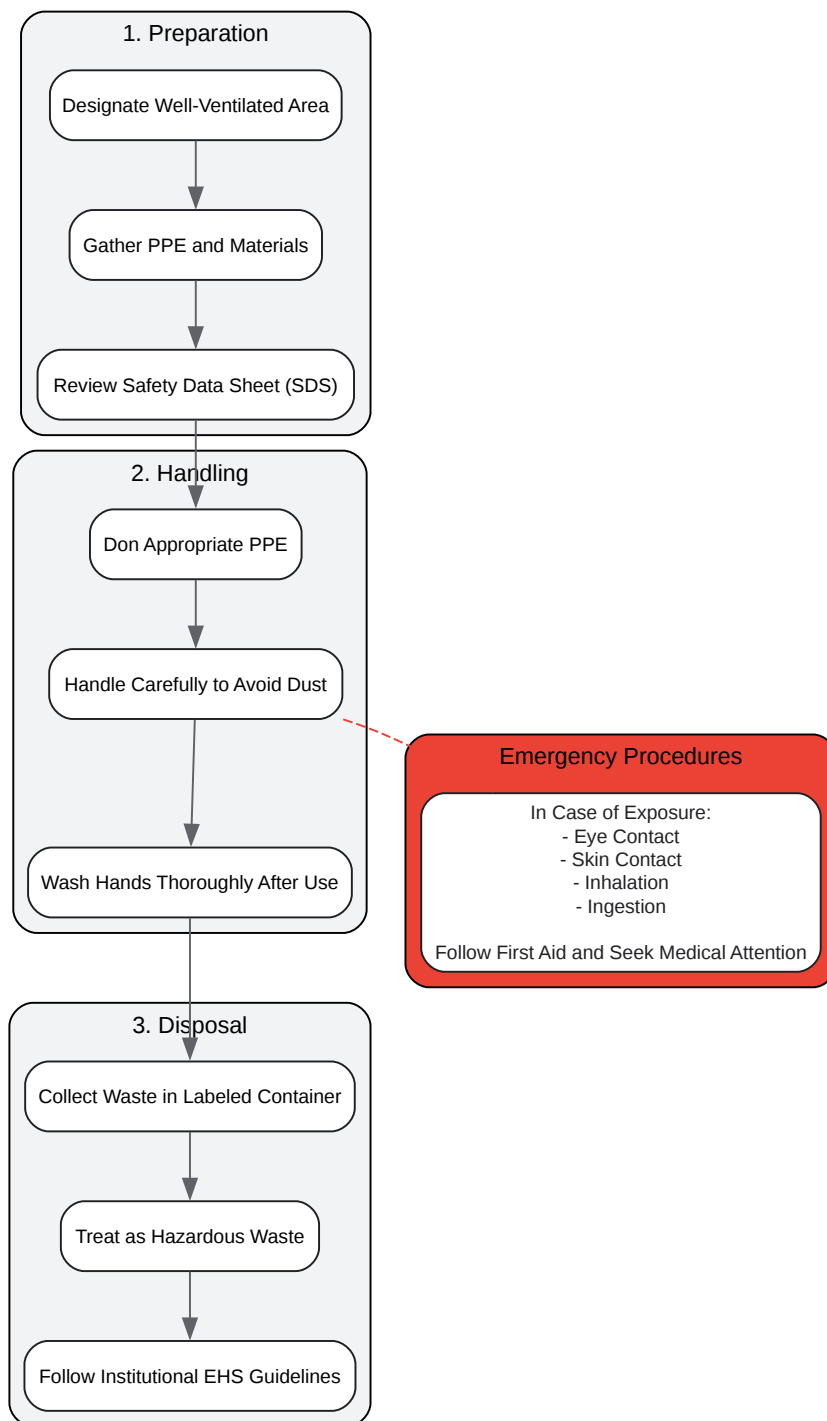 1. Preparation
Designate Well-Ventilated Area
Gather PPE and Materials
Review Safety Data Sheet (SDS)
2. Handling
Don Appropriate PPE
Handle Carefully to Avoid Dust
Wash Hands Thoroughly After Use
Emergency Procedures
In Case of Exposure:
- Eye Contact
- Skin Contact
- Inhalation
- Ingestion
Follow First Aid and Seek Medical Attention
3. Disposal
Collect Waste in Labeled Container
Treat as Hazardous Waste
Follow Institutional EHS Guidelines